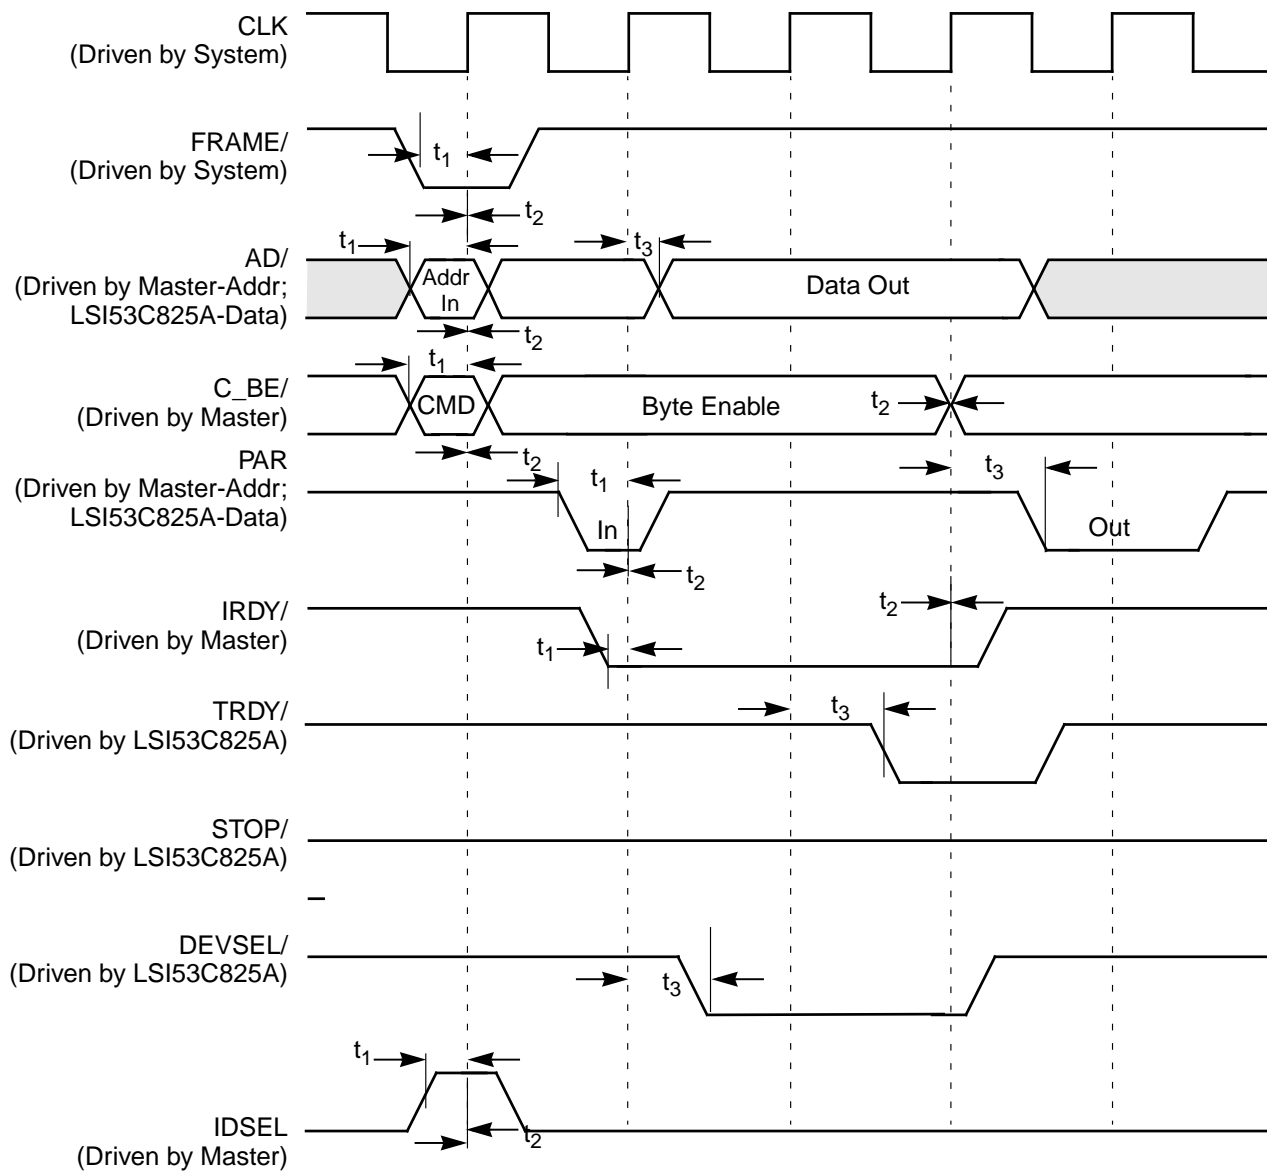 CLK
(Driven by System)
FRAME/
(Driven by System)
t1
t2
AD/
(Driven by Master-Addr;
LSI53C825A-Data)
t1
Addr
In
t3
Data Out
t2
C_BE/
(Driven by Master)
t1
CMD
Byte Enable
t2
t2
PAR
(Driven by Master-Addr;
LSI53C825A-Data)
t1
In
t3
Out
t2
IRDY/
(Driven by Master)
t2
t1
TRDY/
(Driven by LSI53C825A)
t3
STOP/
(Driven by LSI53C825A)
DEVSEL/
(Driven by LSI53C825A)
t3
t1
IDSEL
(Driven by Master)
t2